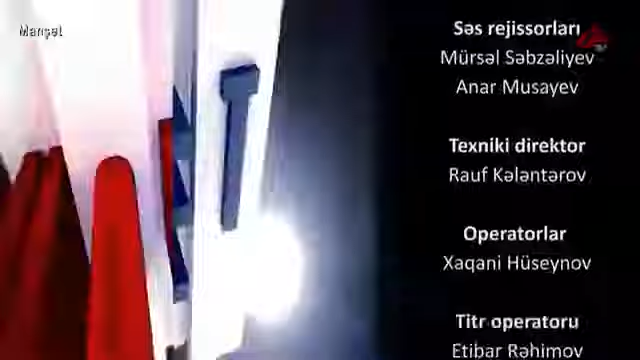 Manşet
Səs rejissorları
Mürsəl Səbzəliyev
Anar Musayev
Texniki direktor
Rauf Kələntərov
Operatorlar
Xaqani Hüseynov
Titr operatoru
Etibar Rəhimov